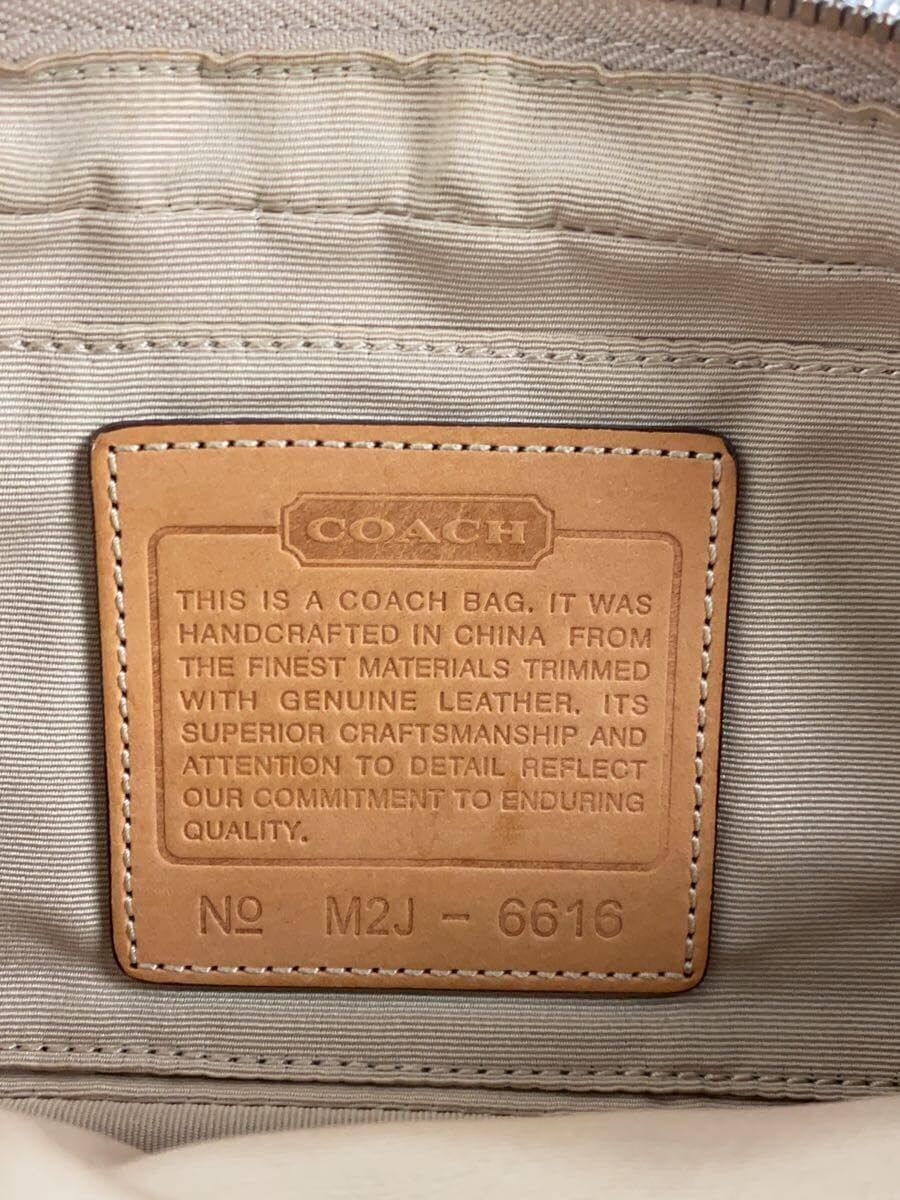 COACH
THIS IS A COACH BAG. IT WAS
HANDCRAFTED IN CHINA FROM
THE FINEST MATERIALS TRIMMED
WITH GENUINE LEATHER. ITS
SUPERIOR CRAFTSMANSHIP AND
ATTENTION TO DETAIL REFLECT
OUR COMMITMENT TO ENDURING
QUALITY.
Nº M2J - 6616